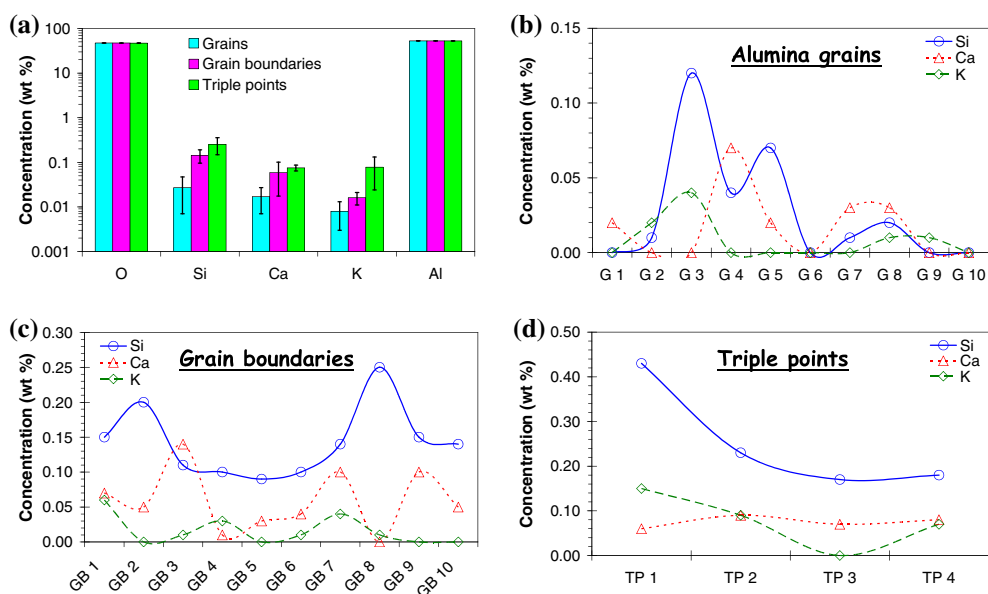 (a)
Concentration (wt %)
100
10
1
0.1
0.01
0.001
Grains
Grain boundaries
Triple points
O Si Ca K Al
(b)
Concentration (wt %)
0.15
0.10
0.05
0.00
Alumina grains
Si
Ca
K
G 1 G 2 G 3 G 4 G 5 G 6 G 7 G 8 G 9 G 10
(c)
Concentration (wt %)
0.30
0.25
0.20
0.15
0.10
0.05
0.00
Si
Ca
K
Grain boundaries
GB 1 GB 2 GB 3 GB 4 GB 5 GB 6 GB 7 GB 8 GB 9 GB 10
(d)
Concentration (wt %)
0.50
0.40
0.30
0.20
0.10
0.00
Triple points
Si
Ca
K
TP 1 TP 2 TP 3 TP 4